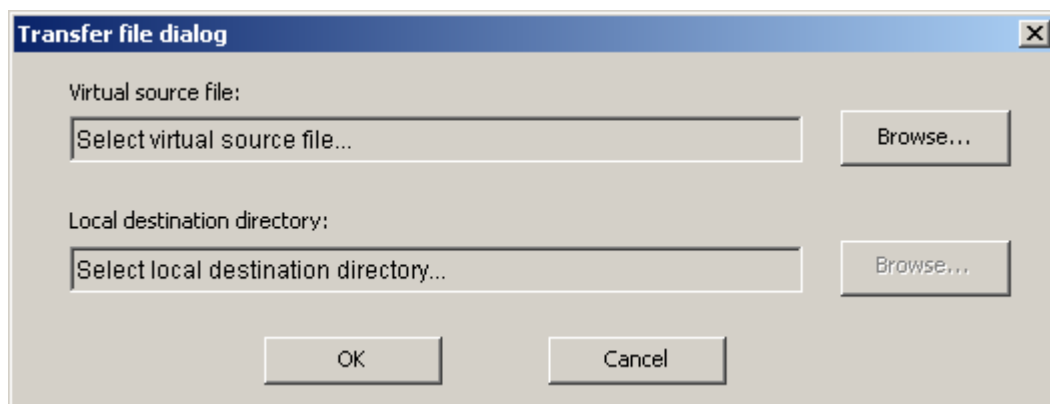 Transfer file dialog
Virtual source file:
Select virtual source file...
Browse...
Local destination directory:
Select local destination directory...
Browse...
OK
Cancel